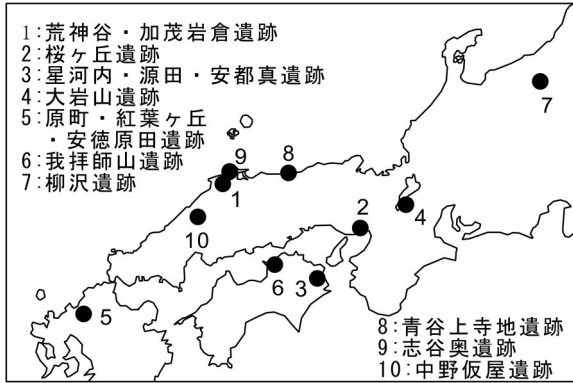 1:荒神谷・加茂岩倉遺跡
2:桜ヶ丘遺跡
3:星河内・源田・安都真遺跡
4:大岩山遺跡
5:原町・紅葉ヶ丘
・安徳原田遺跡
6:我拝師山遺跡
7:柳沢遺跡
7
9
8
1
2
4
10
6
3
5
8:青谷上寺地遺跡
9:志谷奥遺跡
10:中野仮屋遺跡